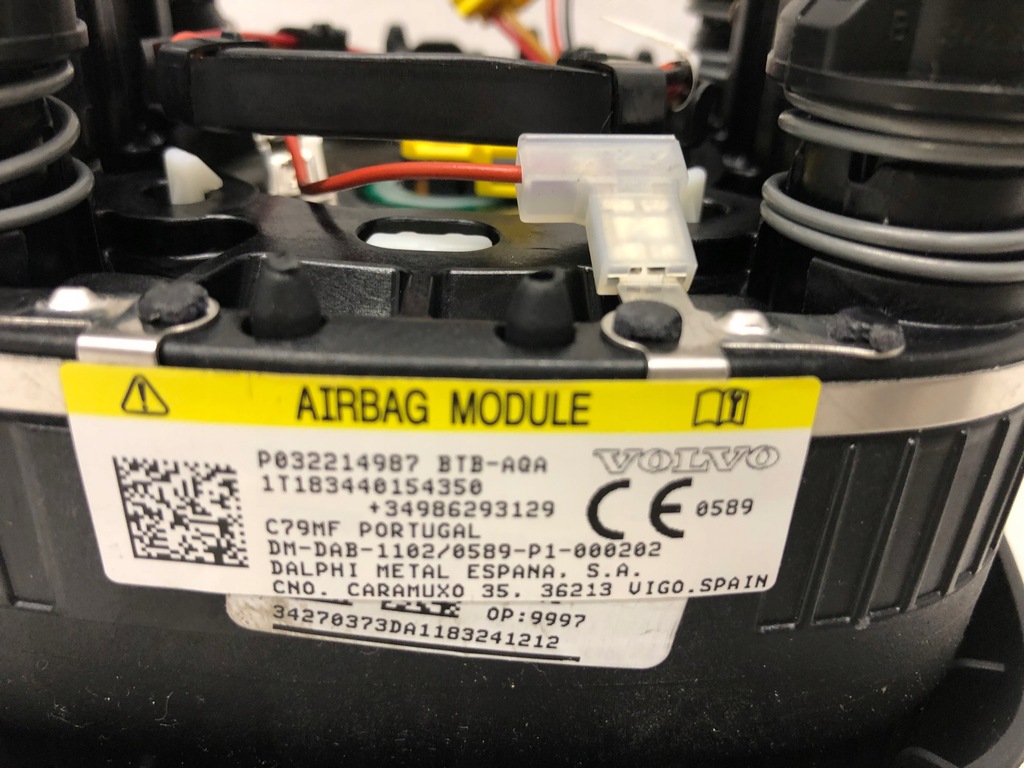 AIRBAG MODULE
P032214987 BTB-AQA
VOLVO
1T183440154350
+34986293129
CE 0589
C79MF PORTUGAL
DM-DAB-1102/0589-P1-000202
DALPHI METAL ESPANA, S.A.
CNO. CARAMUXO 35. 36213 VIGO.SPAIN
OP:9997
34270373DA1183241212